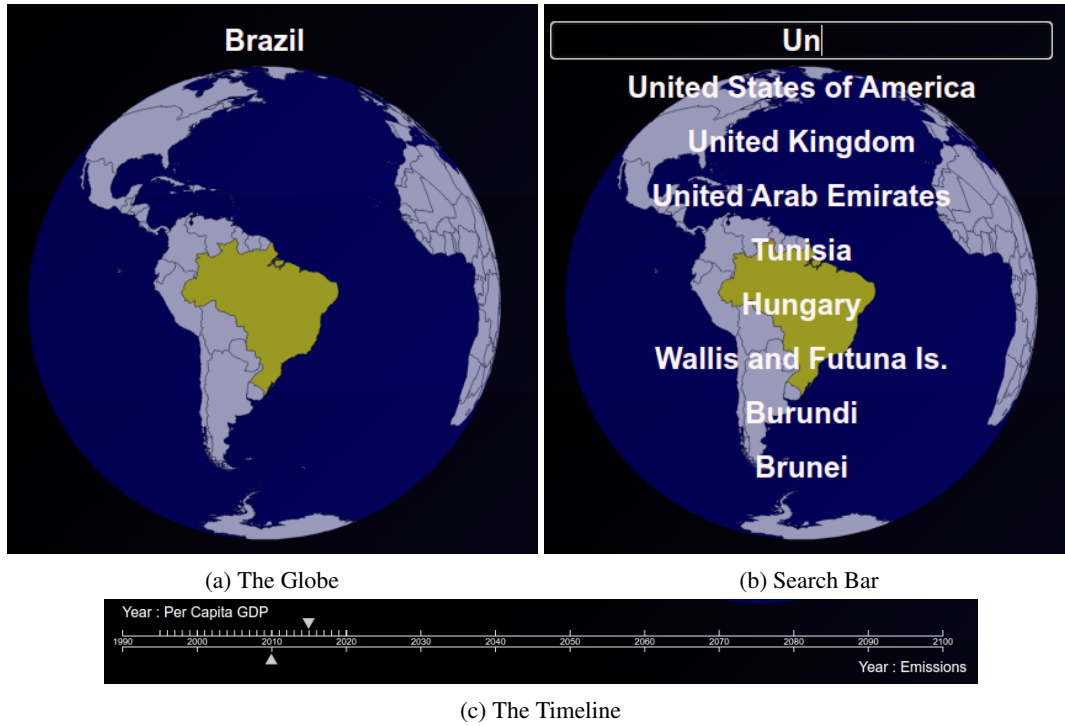 Brazil
Un
United States of America
United Kingdom
United Arab Emirates
Tunisia
Hungary
Wallis and Futuna Is.
Burundi
Brunei
(a) The Globe
(b) Search Bar
Year : Per Capita GDP
1990 2000 2010 2020 2030 2040 2050 2060 2070 2080 2090 2100
Year : Emissions
(c) The Timeline